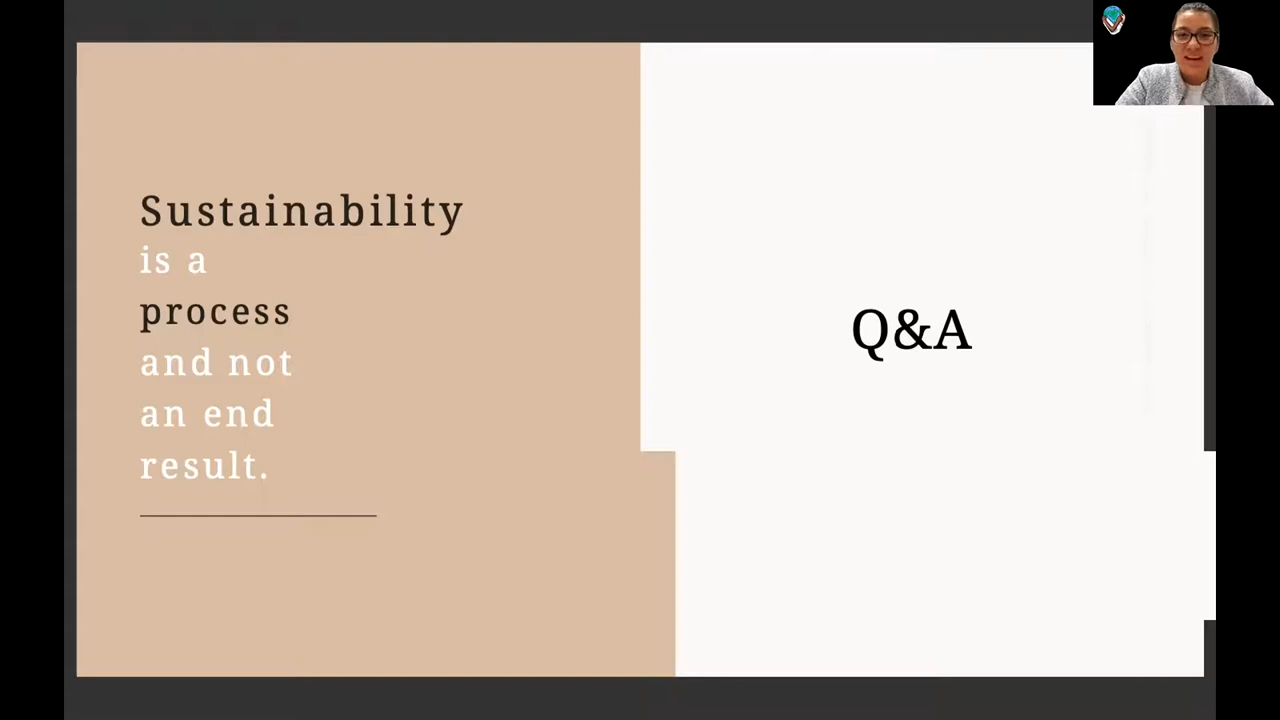 Sustainability
is a
process
and not
an end
result.
Q&A